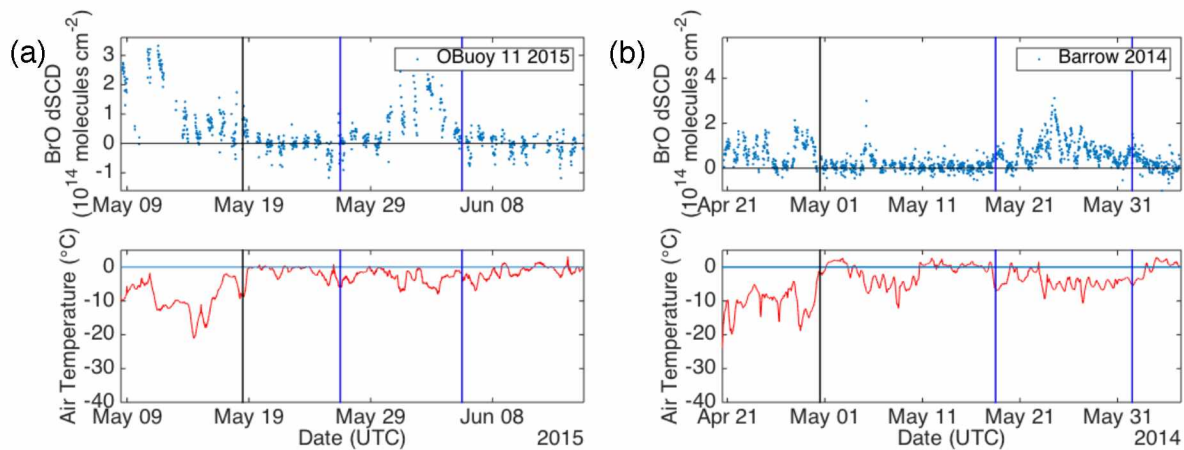 (a)
BrO dSCD
(10¹⁴ molecules cm⁻²)
OBuoy 11 2015
3
2
1
0
-1
May 09
May 19
May 29
Jun 08
Air Temperature (°C)
0
-10
-20
-30
-40
May 09
May 19
May 29
Jun 08
Date (UTC)
2015
(b)
BrO dSCD
(10¹⁴ molecules cm⁻²)
Barrow 2014
4
2
0
Apr 21
May 01
May 11
May 21
May 31
Air Temperature (°C)
0
-10
-20
-30
-40
Apr 21
May 01
May 11
May 21
May 31
Date (UTC)
2014